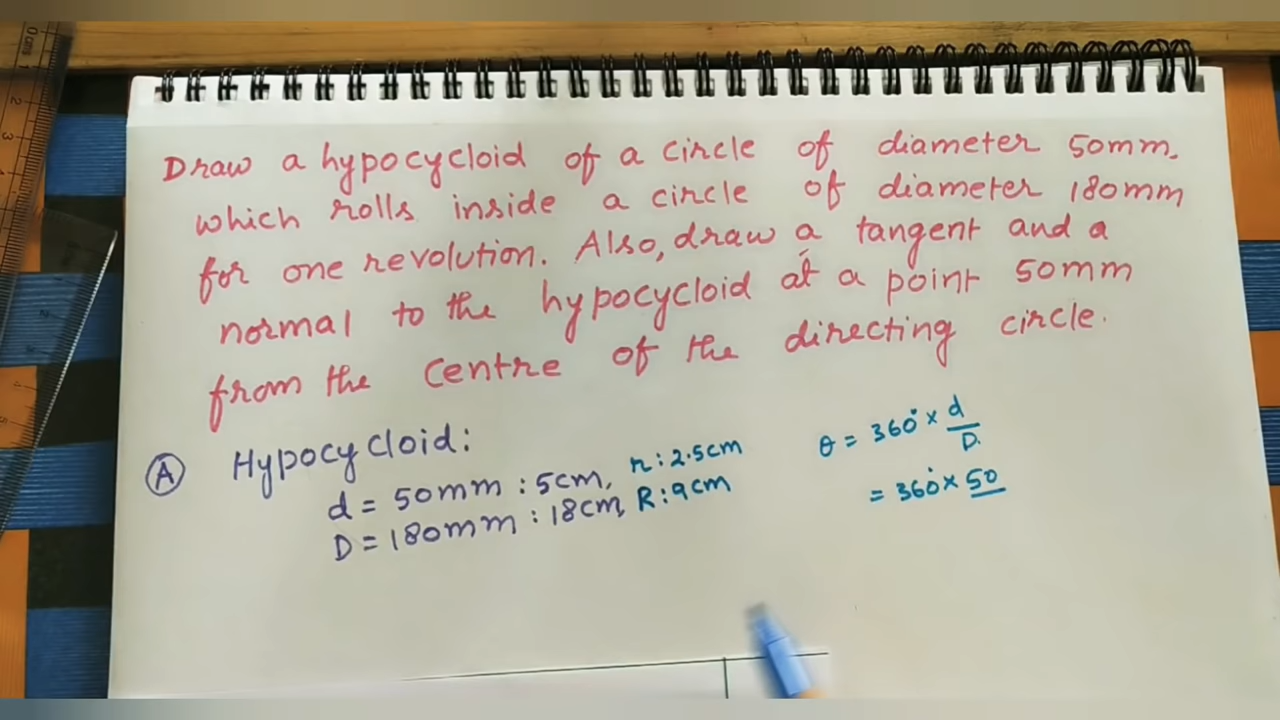 Draw a hypocycloid of a circle of diameter 50mm.
which rolls inside a circle of diameter 180mm
for one revolution. Also, draw a tangent and a
normal to the hypocycloid at a point 50mm
from the centre of the directing circle.
A Hypocycloid:
d = 50mm : 5cm, r : 2.5cm
D = 180mm : 18cm, R : 9cm
θ = 360° × d/D.
= 360° × 50